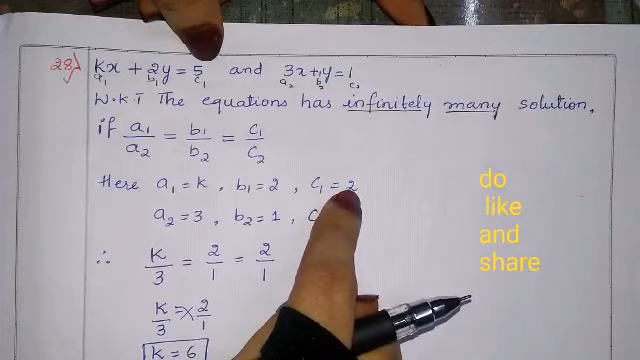 28) kx + 2y = 5 and 3x + y = 1
a₁ b₁ c₁ a₂ b₂ c₂
W.K.T The equations has infinitely many solution,
if a₁/a₂ = b₁/b₂ = c₁/c₂
Here a₁ = k, b₁ = 2, c₁ = 2
a₂ = 3, b₂ = 1, c
∴ k/3 = 2/1 = 2/1
k/3 = 2/1
k = 6
do
like
and
share